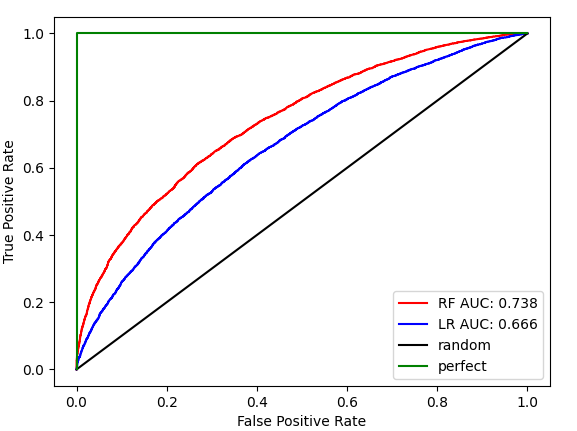 1.0
0.8
0.6
0.4
0.2
0.0
True Positive Rate
0.0 0.2 0.4 0.6 0.8 1.0
False Positive Rate
RF AUC: 0.738
LR AUC: 0.666
random
perfect